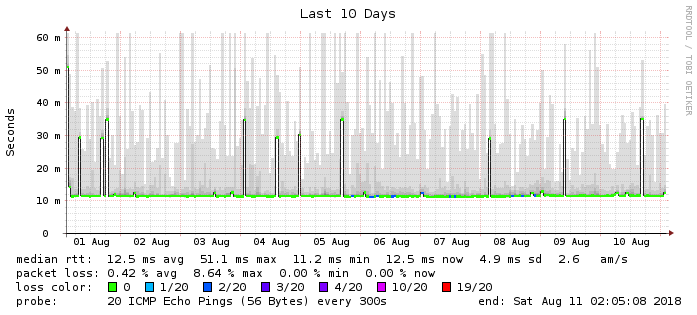 Last 10 Days
RRDTOOL / TOBI OETIKER
Seconds
60 m
50 m
40 m
30 m
20 m
10 m
0
01 Aug 02 Aug 03 Aug 04 Aug 05 Aug 06 Aug 07 Aug 08 Aug 09 Aug 10 Aug
median rtt: 12.5 ms avg 51.1 ms max 11.2 ms min 12.5 ms now 4.9 ms sd 2.6 am/s
packet loss: 0.42 % avg 8.64 % max 0.00 % min 0.00 % now
loss color: 0 1/20 2/20 3/20 4/20 10/20 19/20
probe: 20 ICMP Echo Pings (56 Bytes) every 300s end: Sat Aug 11 02:05:08 2018